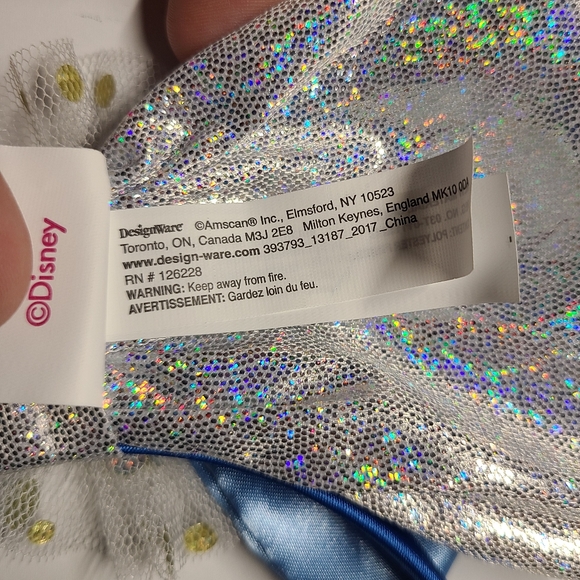 ©Disney
DesignWare® ©Amscan® Inc., Elmsford, NY 10523
Toronto, ON, Canada M3J 2E8 Milton Keynes, England MK10 0DA
www.design-ware.com 393793_13187_2017_China
RN # 126228
WARNING: Keep away from fire.
AVERTISSEMENT: Gardez loin du feu.